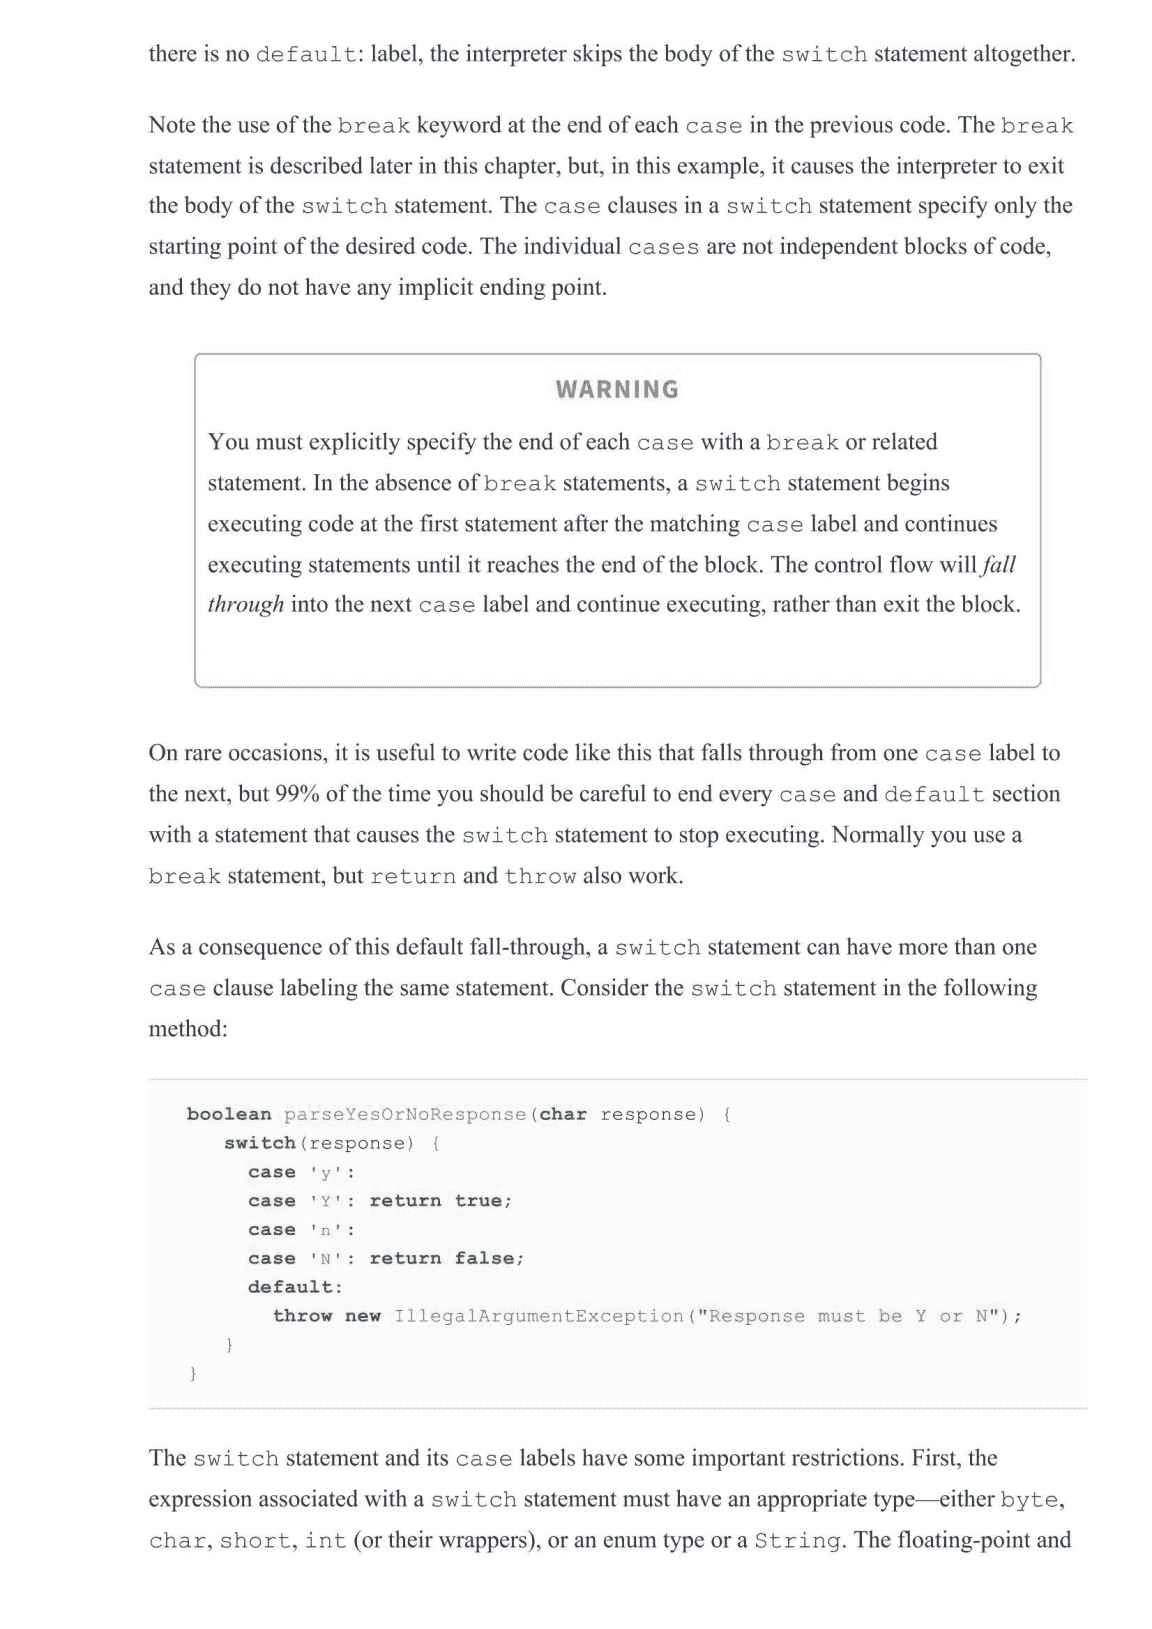 there is no default: label, the interpreter skips the body of the switch statement altogether.
Note the use of the break keyword at the end of each case in the previous code. The break
statement is described later in this chapter, but, in this example, it causes the interpreter to exit
the body of the switch statement. The case clauses in a switch statement specify only the
starting point of the desired code. The individual cases are not independent blocks of code,
and they do not have any implicit ending point.
WARNING
You must explicitly specify the end of each case with a break or related
statement. In the absence of break statements, a switch statement begins
executing code at the first statement after the matching case label and continues
executing statements until it reaches the end of the block. The control flow will fall
through into the next case label and continue executing, rather than exit the block.
On rare occasions, it is useful to write code like this that falls through from one case label to
the next, but 99% of the time you should be careful to end every case and default section
with a statement that causes the switch statement to stop executing. Normally you use a
break statement, but return and throw also work.
As a consequence of this default fall-through, a switch statement can have more than one
case clause labeling the same statement. Consider the switch statement in the following
method:
boolean parseYesOrNoResponse(char response) {
switch(response) {
case 'y':
case 'Y': return true;
case 'n':
case 'N': return false;
default:
throw new IllegalArgumentException("Response must be Y or N");
}
}
The switch statement and its case labels have some important restrictions. First, the
expression associated with a switch statement must have an appropriate type—either byte,
char, short, int (or their wrappers), or an enum type or a String. The floating-point and